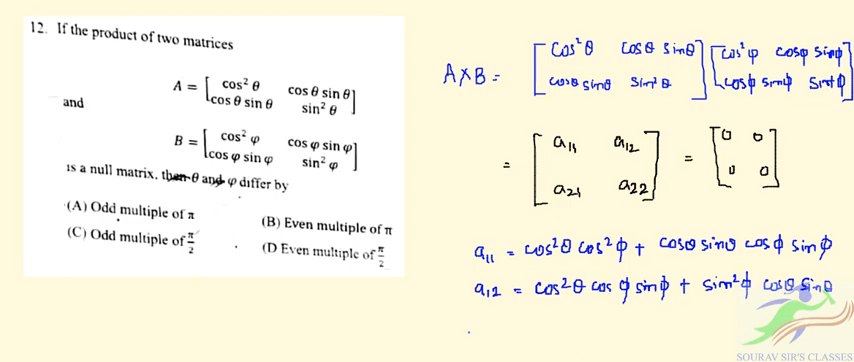 12. If the product of two matrices
A = [ cos² θ cos θ sin θ
cos θ sin θ sin² θ ]
and
B = [ cos² φ cos φ sin φ
cos φ sin φ sin² φ ]
is a null matrix, then θ and φ differ by
(A) Odd multiple of π (B) Even multiple of π
(C) Odd multiple of π/2 (D Even multiple of π/2
A×B = [ cos²θ cosθ sinθ
cosθ sinθ sin²θ ] [ cos²φ cosφ sinφ
cosφ sinφ sin²φ ]
= [ a₁₁ a₁₂
a₂₁ a₂₂ ] = [ 0 0
0 0 ]
a₁₁ = cos²θ cos²φ + cosθ sinθ cosφ sinφ
a₁₂ = cos²θ cosφ sinφ + sin²φ cosθ sinθ
SOURAV SIR'S CLASSES